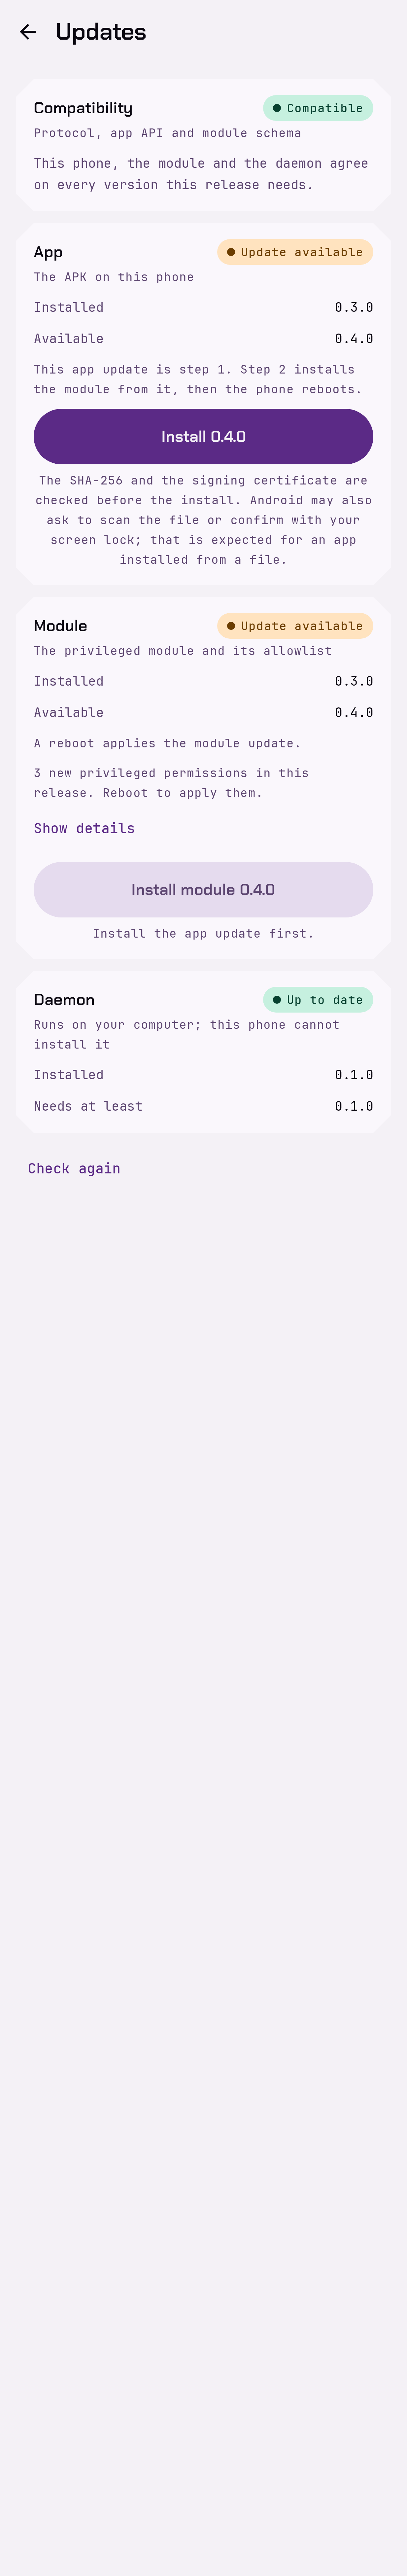 Updates
Compatibility
Compatible
Protocol, app API and module schema
This phone, the module and the daemon agree
on every version this release needs.
App
Update available
The APK on this phone
Installed 0.3.0
Available 0.4.0
This app update is step 1. Step 2 installs
the module from it, then the phone reboots.
Install 0.4.0
The SHA-256 and the signing certificate are
checked before the install. Android may also
ask to scan the file or confirm with your
screen lock; that is expected for an app
installed from a file.
Module
Update available
The privileged module and its allowlist
Installed 0.3.0
Available 0.4.0
A reboot applies the module update.
3 new privileged permissions in this
release. Reboot to apply them.
Show details
Install module 0.4.0
Install the app update first.
Daemon
Up to date
Runs on your computer; this phone cannot
install it
Installed 0.1.0
Needs at least 0.1.0
Check again